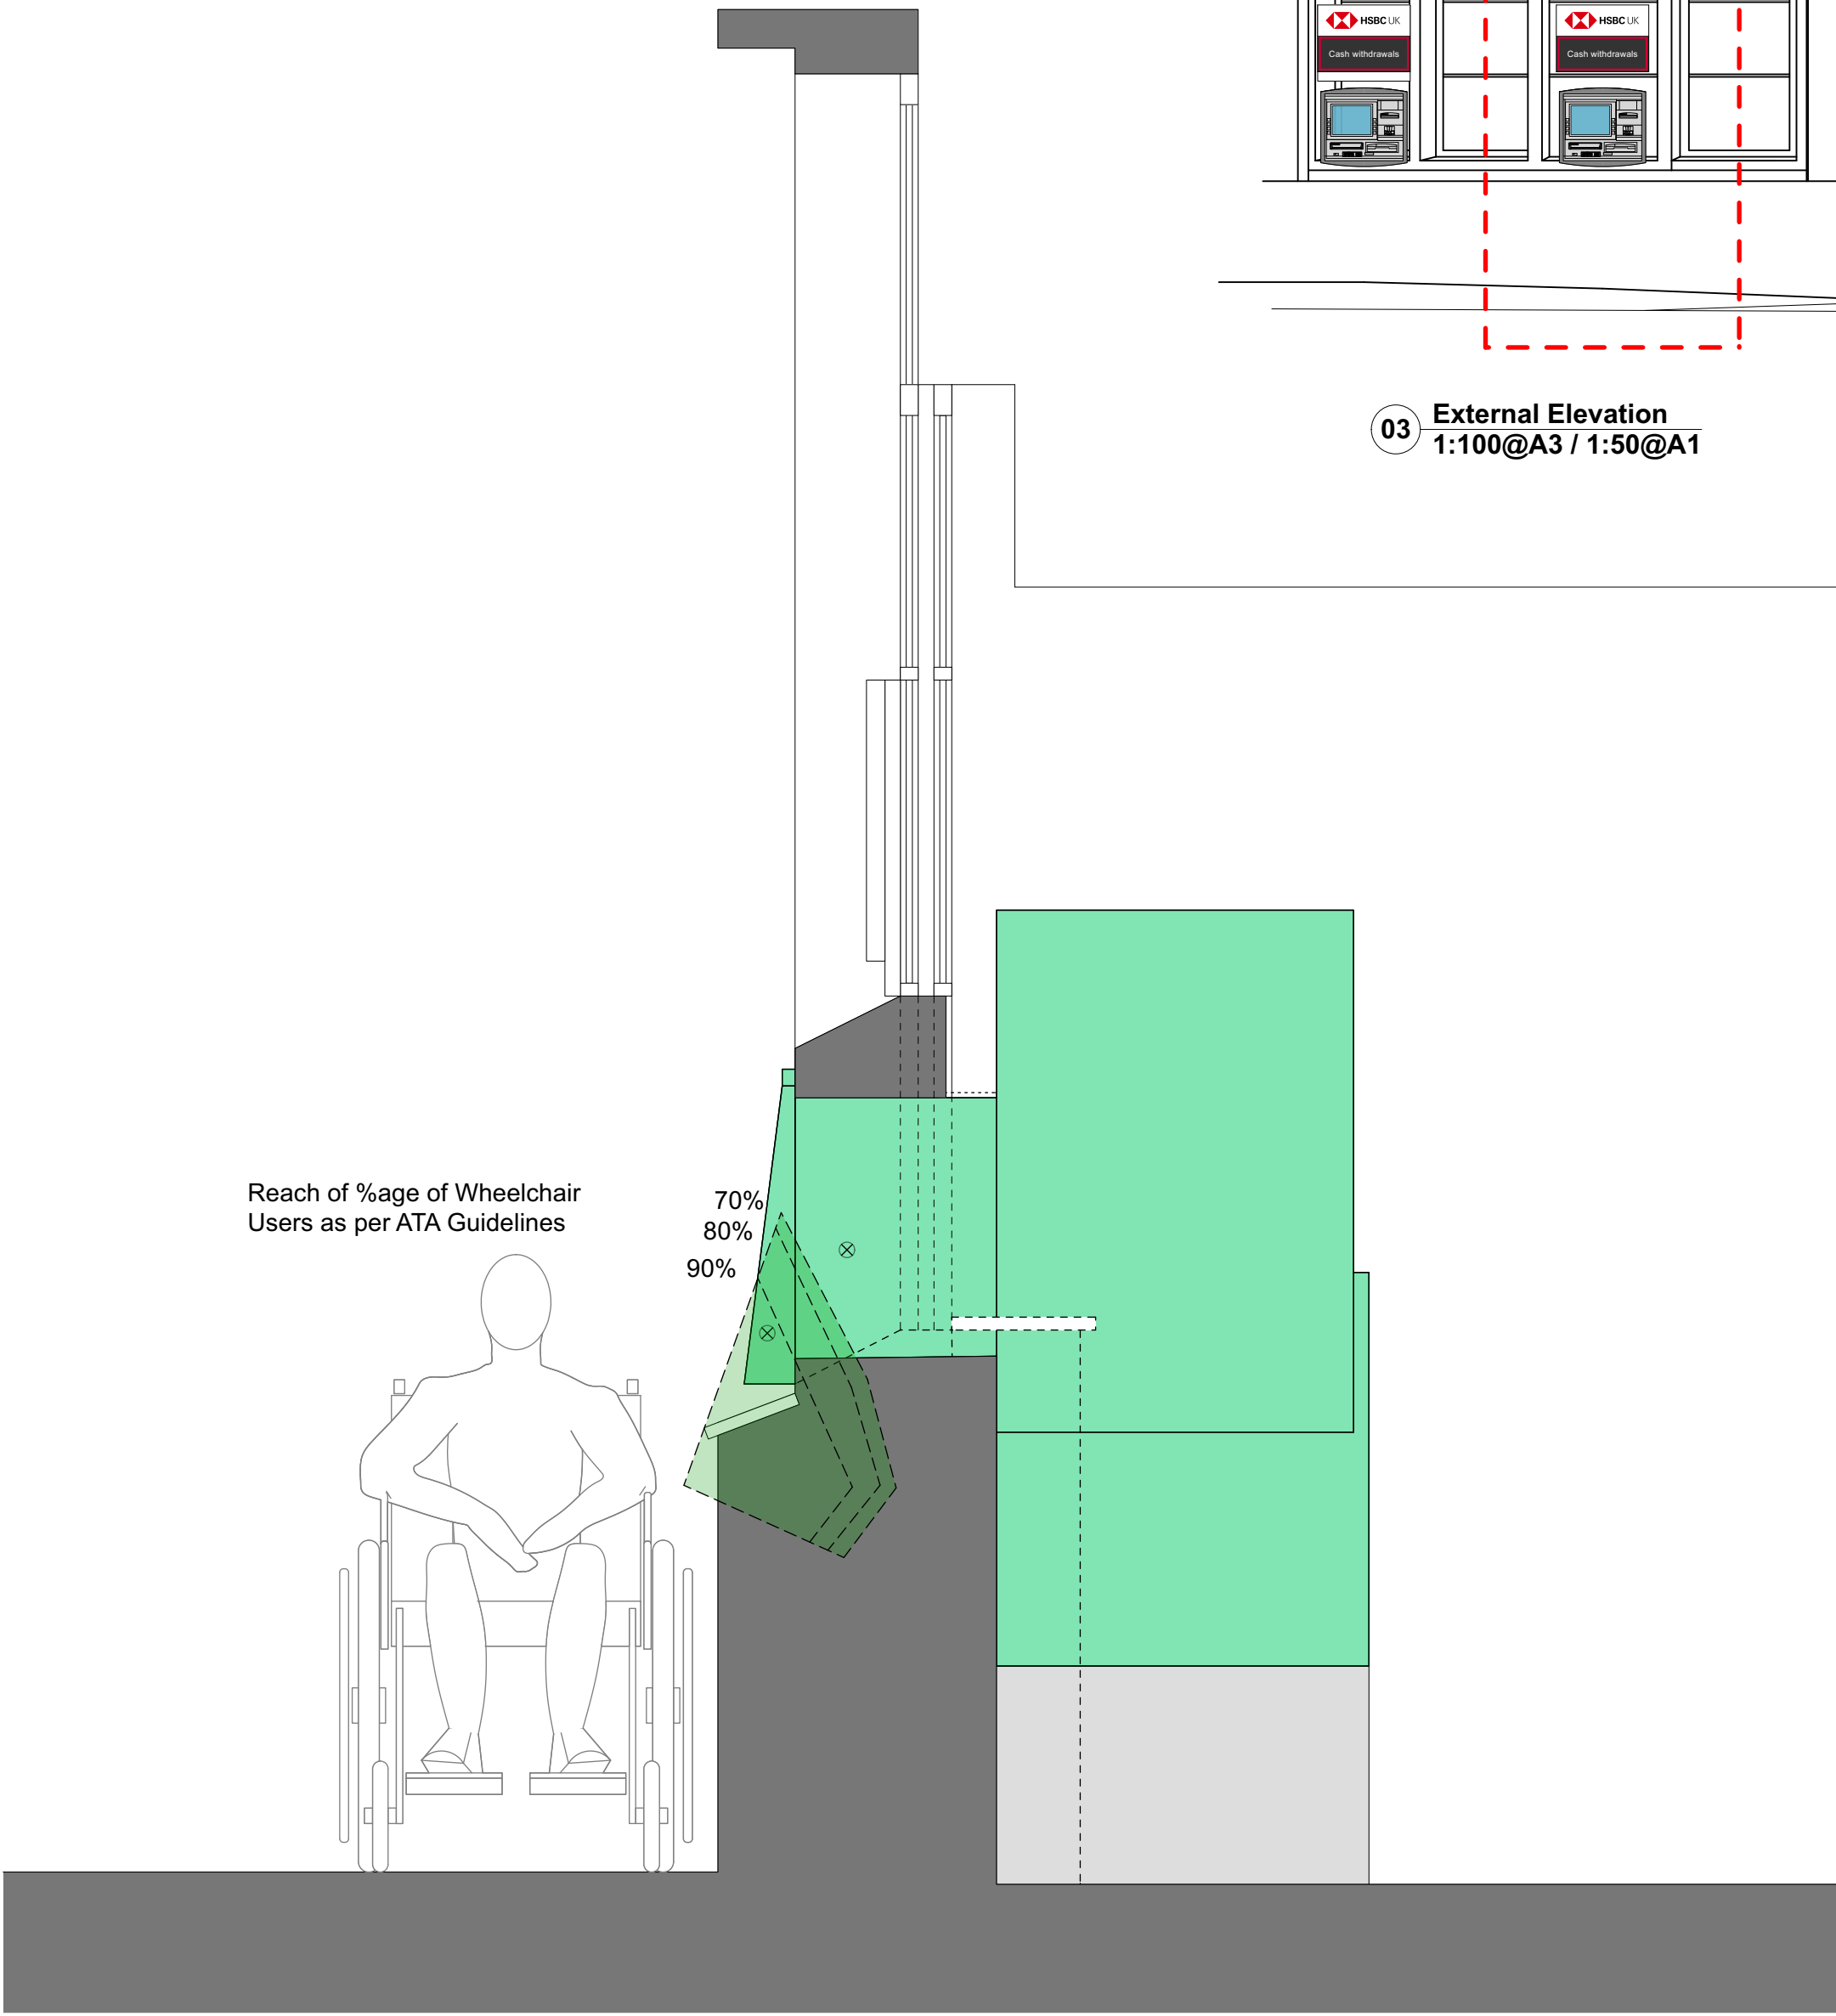 HSBC UK
Cash withdrawals
HSBC UK
Cash withdrawals
03
External Elevation
1:100@A3 / 1:50@A1
Reach of %age of Wheelchair
Users as per ATA Guidelines
70%
80%
90%